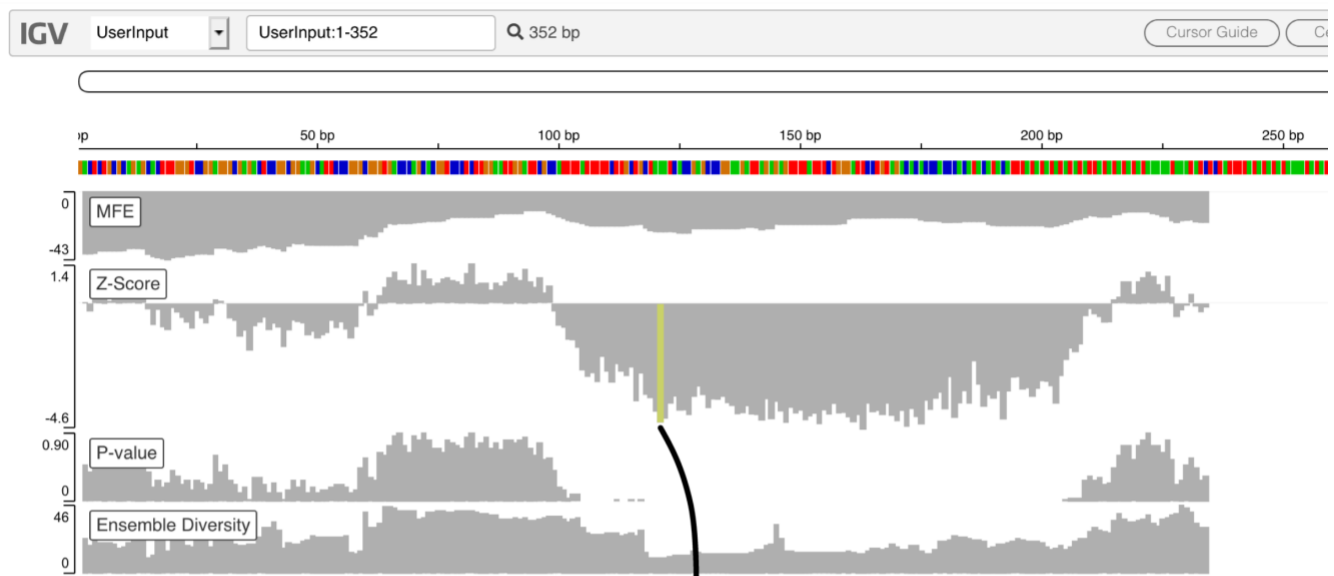 IGV UserInput UserInput:1-352 352 bp Cursor Guide
50 bp 100 bp 150 bp 200 bp 250 bp
0
MFE
-43
1.4
Z-Score
-4.6
0.90
P-value
0
46
Ensemble Diversity
0